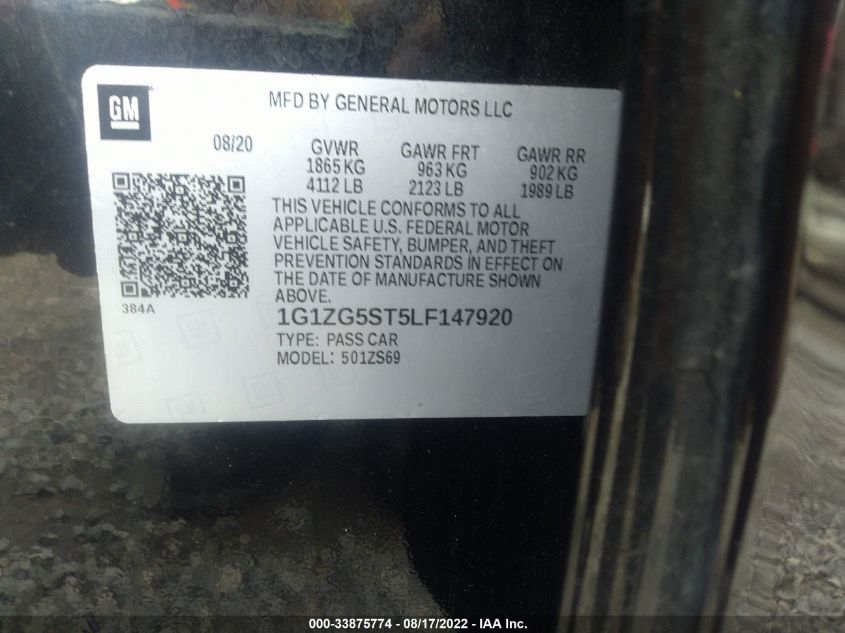 GM
MFD BY GENERAL MOTORS LLC
08/20 GVWR GAWR FRT GAWR RR
1865 KG 963 KG 902 KG
4112 LB 2123 LB 1989 LB
THIS VEHICLE CONFORMS TO ALL
APPLICABLE U.S. FEDERAL MOTOR
VEHICLE SAFETY, BUMPER, AND THEFT
PREVENTION STANDARDS IN EFFECT ON
THE DATE OF MANUFACTURE SHOWN
ABOVE.
384A
1G1ZG5ST5LF147920
TYPE: PASS CAR
MODEL: 501ZS69
000-33875774 - 08/17/2022 - IAA Inc.